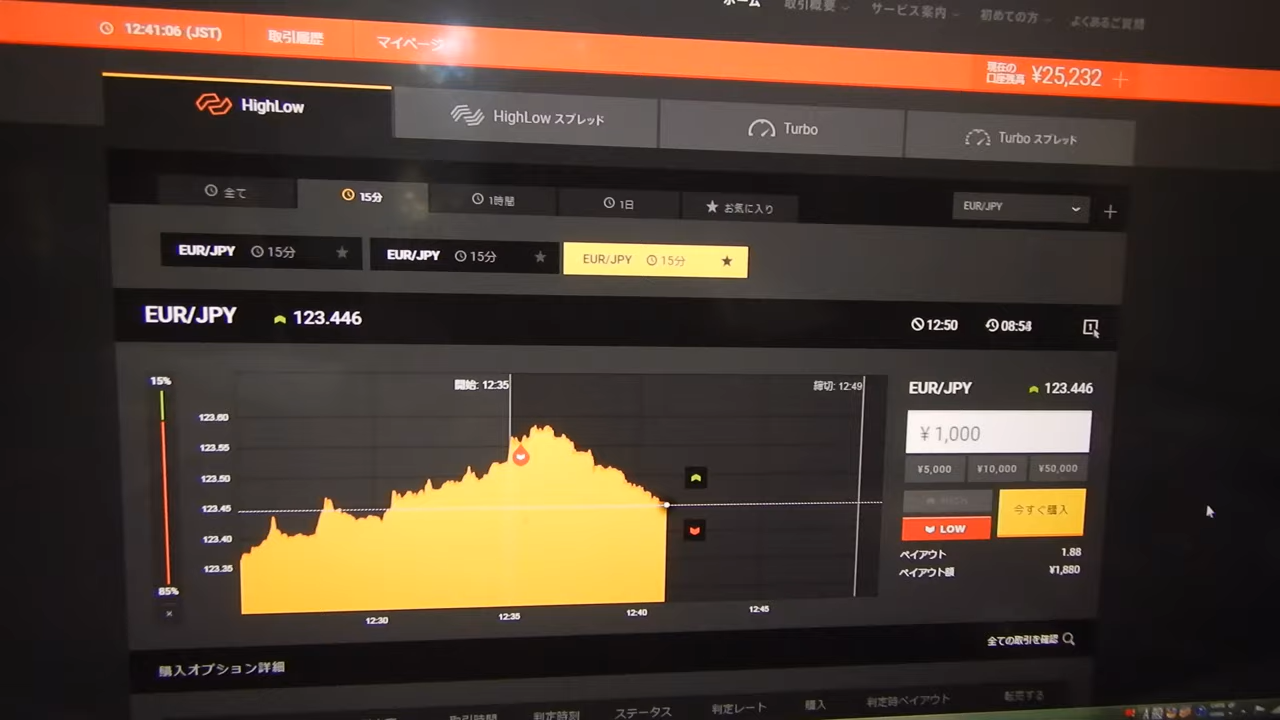 ホーム 取引概要 サービス案内 初めての方 よくあるご質問
12:41:06 (JST) 取引履歴 マイページ 現在の口座残高 ¥25,232
HighLow HighLow スプレッド Turbo Turbo スプレッド
全て 15分 1時間 1日 お気に入り EUR/JPY
EUR/JPY 15分 EUR/JPY 15分 EUR/JPY 15分
EUR/JPY 123.446 12:50 08:54
15%
開始: 12:35 締切: 12:49
EUR/JPY 123.446
123.60
¥ 1,000
123.55
¥5,000 ¥10,000 ¥50,000
123.50
123.45
今すぐ購入
LOW
123.40
ペイアウト 1.88
123.35
ペイアウト額 ¥1,880
85%
12:30 12:35 12:40 12:45
全ての取引を確認
購入オプション詳細
取引時間 判定時刻 ステータス 判定レート 購入 判定時ペイアウト 転売する